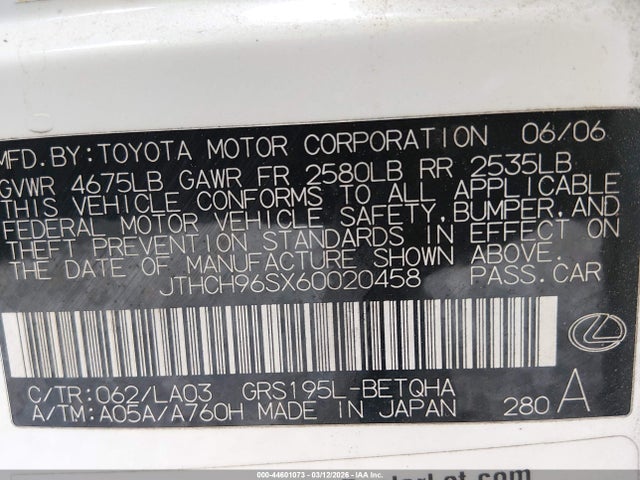 MFD. BY: TOYOTA MOTOR CORPORATION 06/06
GVWR 4675LB GAWR FR 2580LB RR 2535LB
THIS VEHICLE CONFORMS TO ALL APPLICABLE
FEDERAL MOTOR VEHICLE SAFETY, BUMPER, AND
THEFT PREVENTION STANDARDS IN EFFECT ON
THE DATE OF MANUFACTURE SHOWN ABOVE.
JTHCH96SX60020458 PASS. CAR
C/TR: 062/LA03 GRS195L-BETQHA
A/TM: A05A/A760H MADE IN JAPAN 280 A
000-44601073 - 03/12/2026 - IAA Inc.